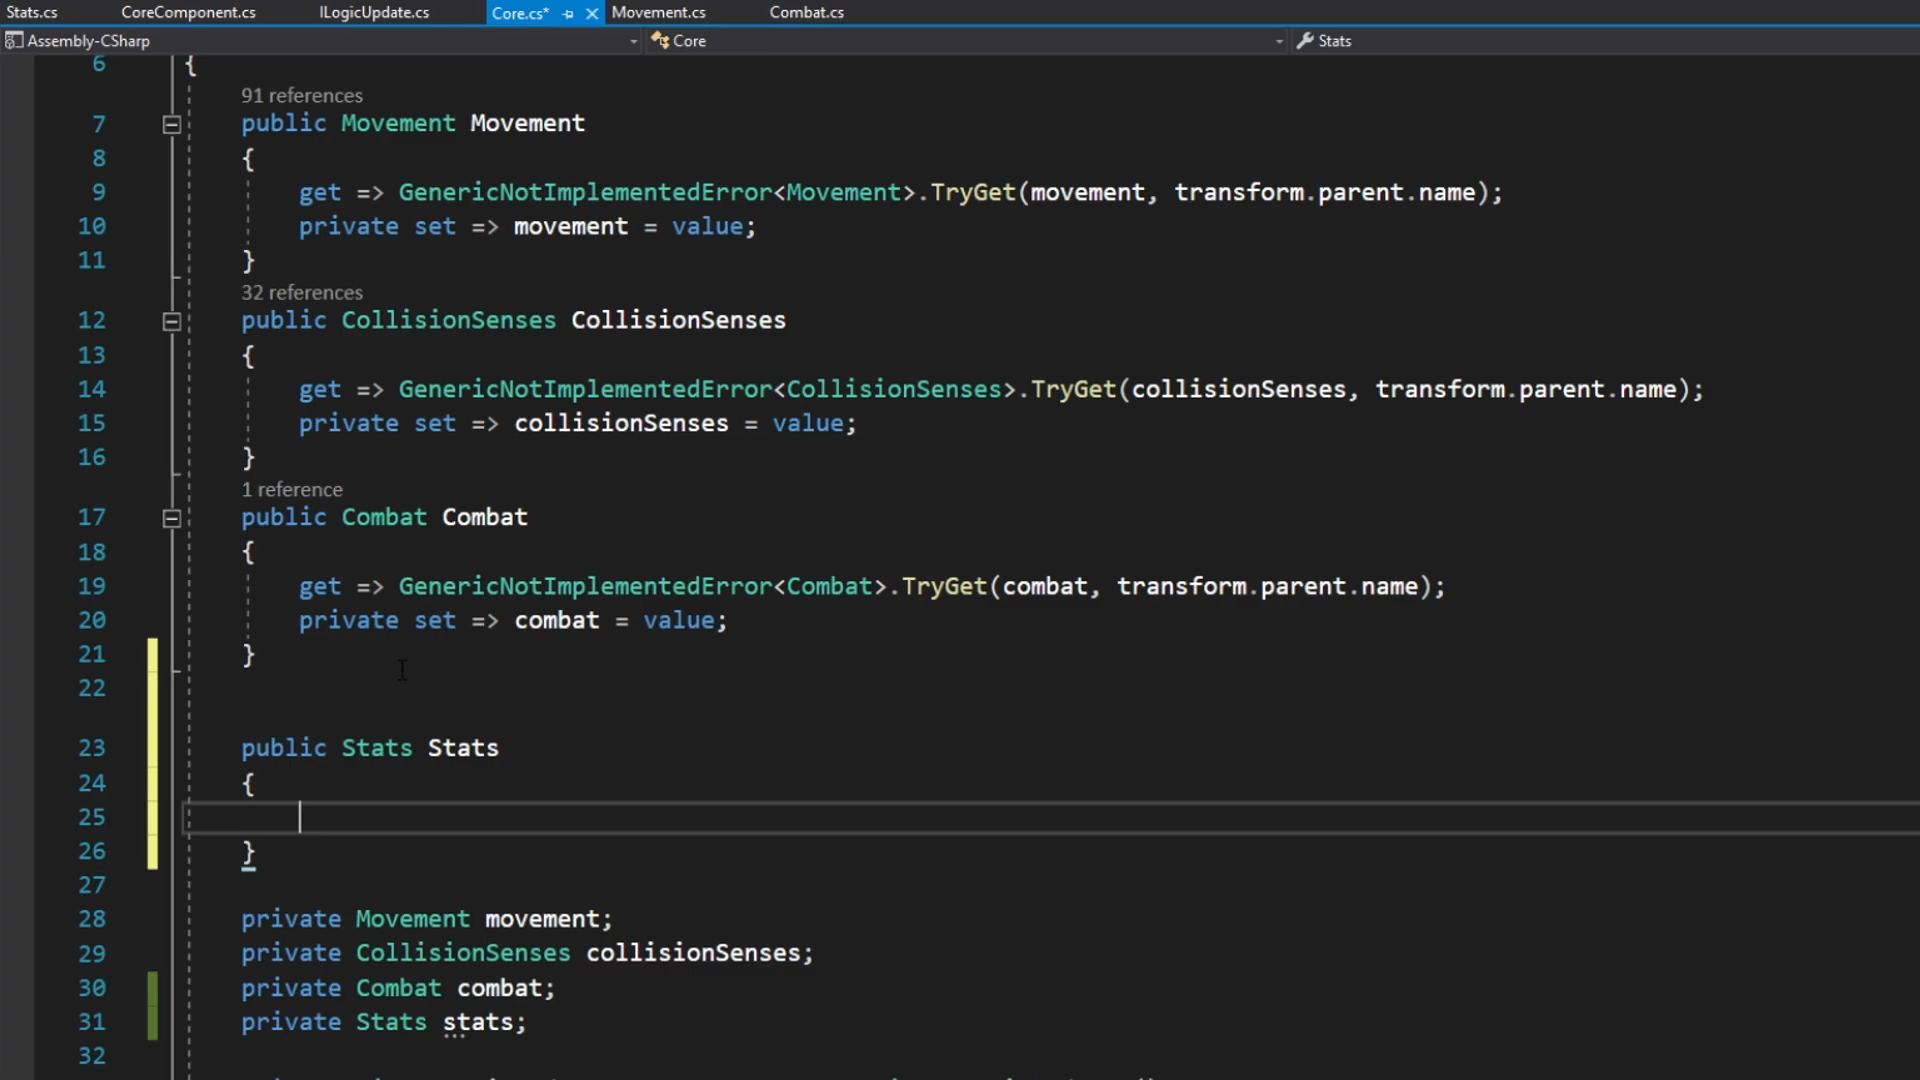 Stats.cs CoreComponent.cs ILogicUpdate.cs Core.cs* Movement.cs Combat.cs
Assembly-CSharp Core Stats
6 {
91 references
7 public Movement Movement
8 {
9 get => GenericNotImplementedError<Movement>.TryGet(movement, transform.parent.name);
10 private set => movement = value;
11 }
32 references
12 public CollisionSenses CollisionSenses
13 {
14 get => GenericNotImplementedError<CollisionSenses>.TryGet(collisionSenses, transform.parent.name);
15 private set => collisionSenses = value;
16 }
1 reference
17 public Combat Combat
18 {
19 get => GenericNotImplementedError<Combat>.TryGet(combat, transform.parent.name);
20 private set => combat = value;
21 }
22
23 public Stats Stats
24 {
25
26 }
27
28 private Movement movement;
29 private CollisionSenses collisionSenses;
30 private Combat combat;
31 private Stats stats;
32